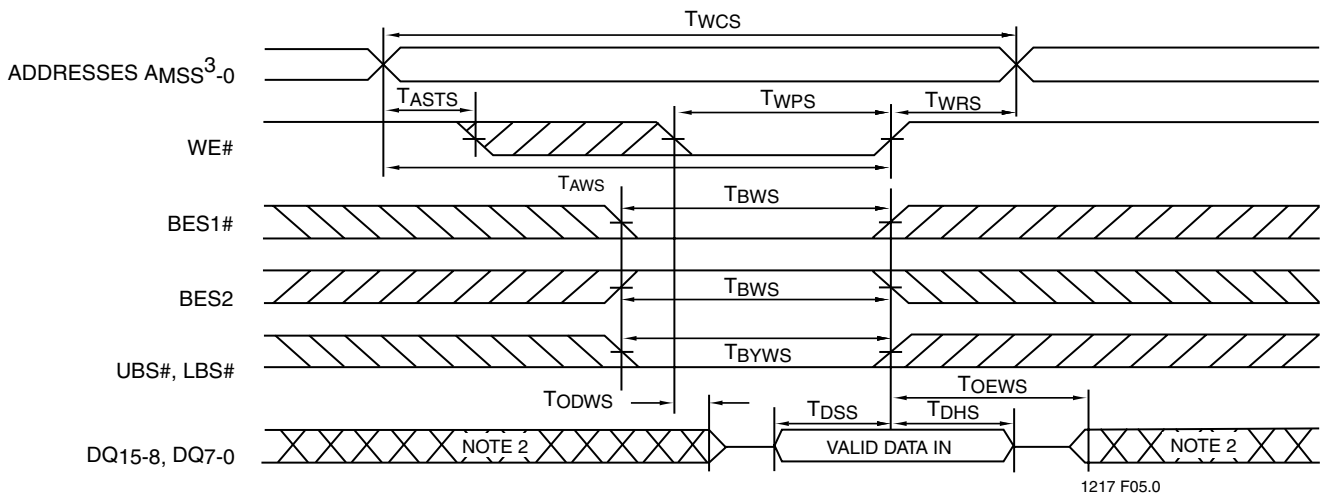 TWCS
ADDRESSES AMSS3-0
TASTS
TWPS
TWRS
WE#
TAWS
TBWS
BES1#
BES2
TBWS
UBS#, LBS#
TBYWS
TODWS
TOEWS
TDSS
TDHS
DQ15-8, DQ7-0
NOTE 2
VALID DATA IN
NOTE 2
1217 F05.0